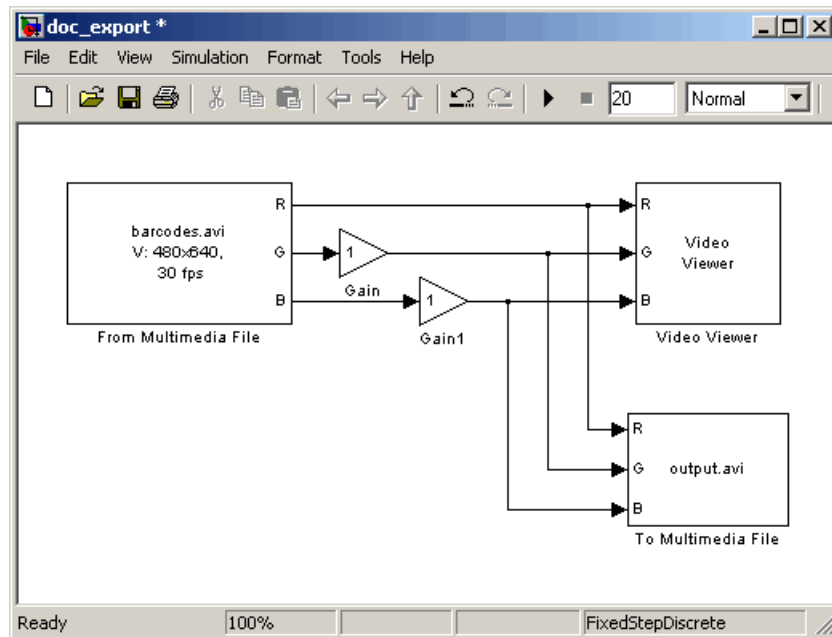 doc_export *
File Edit View Simulation Format Tools Help
20 Normal
barcodes.avi
V: 480x640,
30 fps
R
G
B
From Multimedia File
1
Gain
1
Gain1
R
G
B
Video
Viewer
Video Viewer
R
G
B
output.avi
To Multimedia File
Ready 100% FixedStepDiscrete